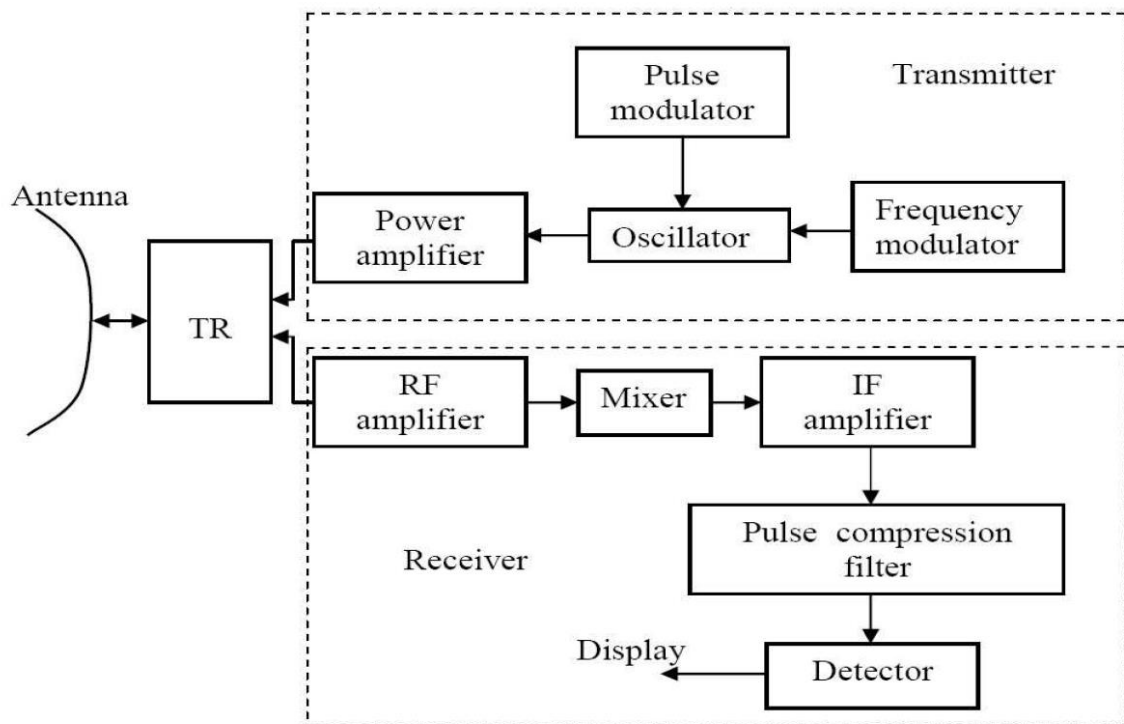 Pulse
modulator
Transmitter
Antenna
Power
amplifier
Oscillator
Frequency
modulator
TR
RF
amplifier
Mixer
IF
amplifier
Pulse compression
filter
Receiver
Display
Detector